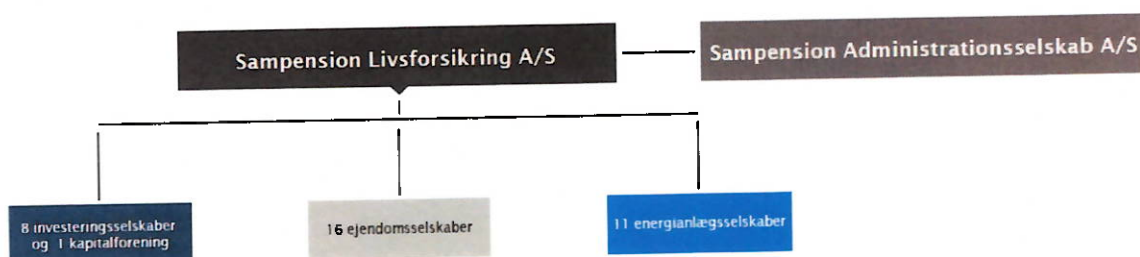 Sampension Livsforsikring A/S
Sampension Administrationsselskab A/S
8 investeringsselskaber
og 1 kapitalforening
16 ejendomsselskaber
11 energianlægsselskaber